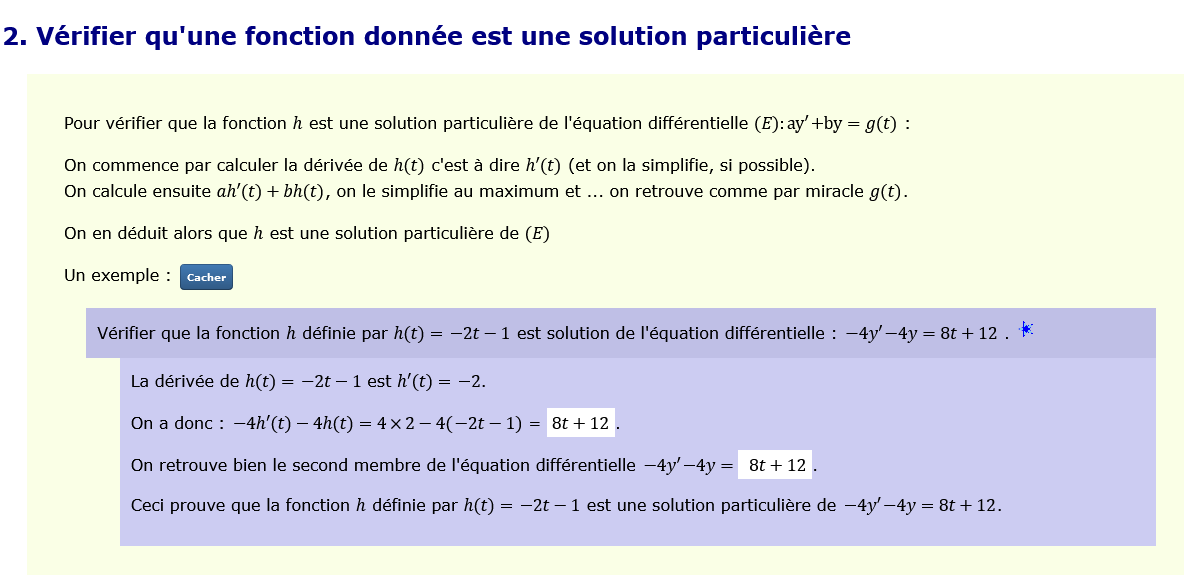 2. Vérifier qu'une fonction donnée est une solution particulière
Pour vérifier que la fonction h est une solution particulière de l'équation différentielle (E): ay′+by = g(t) :
On commence par calculer la dérivée de h(t) c'est à dire h′(t) (et on la simplifie, si possible).
On calcule ensuite ah′(t) + bh(t), on le simplifie au maximum et ... on retrouve comme par miracle g(t).
On en déduit alors que h est une solution particulière de (E)
Un exemple : Cacher
Vérifier que la fonction h définie par h(t) = −2t − 1 est solution de l'équation différentielle : −4y′−4y = 8t + 12 .
La dérivée de h(t) = −2t − 1 est h′(t) = −2.
On a donc : −4h′(t) − 4h(t) = 4 × 2 − 4(−2t − 1) = 8t + 12 .
On retrouve bien le second membre de l'équation différentielle −4y′−4y = 8t + 12 .
Ceci prouve que la fonction h définie par h(t) = −2t − 1 est une solution particulière de −4y′−4y = 8t + 12.